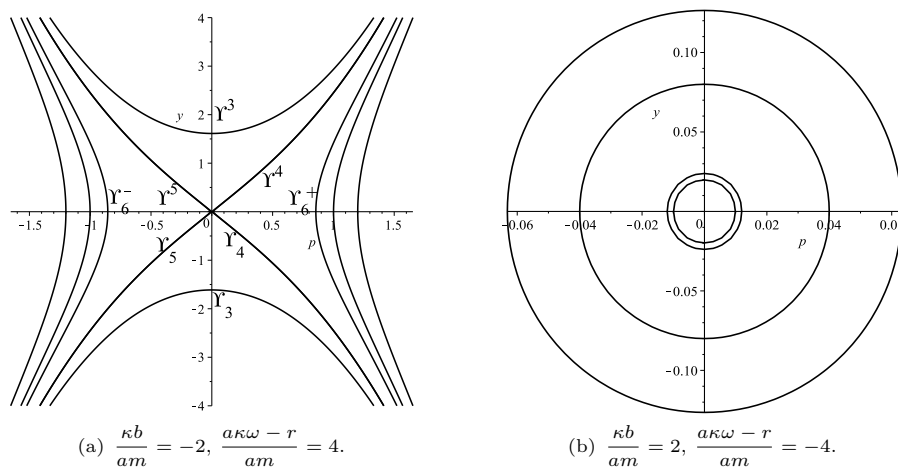 4
3
ϒ^3
y
2
1
ϒ^4
ϒ_6^-
ϒ^5
ϒ_6^+
-1.5 -1 -0.5 0 0.5 1 1.5
p
ϒ_5
ϒ_4
-1
ϒ_3
-2
-3
-4
(a) κb/am = −2, (aκω − r)/am = 4.
0.10
y
0.05
-0.06 -0.04 -0.02 0 0.02 0.04 0.06
p
-0.05
-0.10
(b) κb/am = 2, (aκω − r)/am = −4.